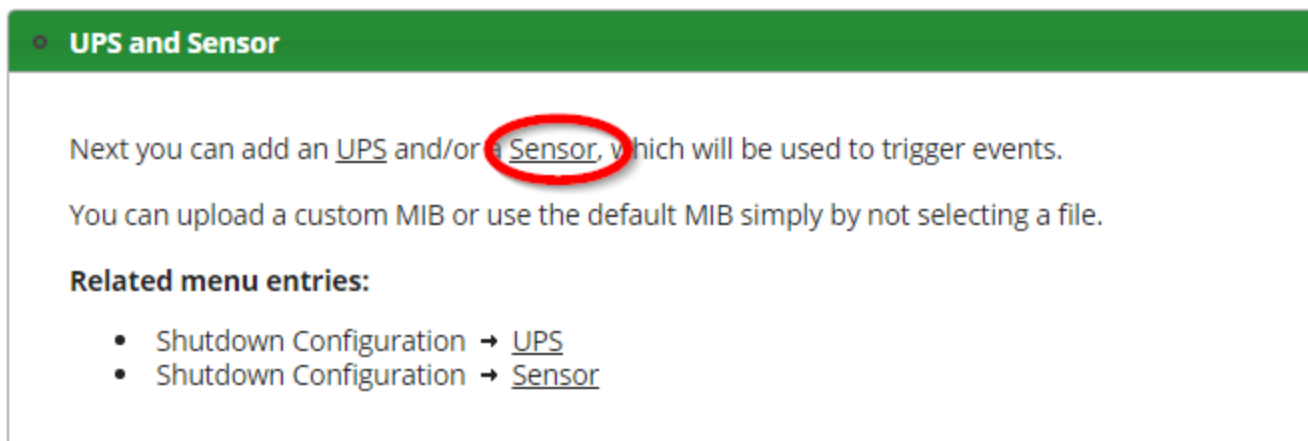 UPS and Sensor
Next you can add an UPS and/or a Sensor, which will be used to trigger events.
You can upload a custom MIB or use the default MIB simply by not selecting a file.
Related menu entries:
• Shutdown Configuration → UPS
• Shutdown Configuration → Sensor